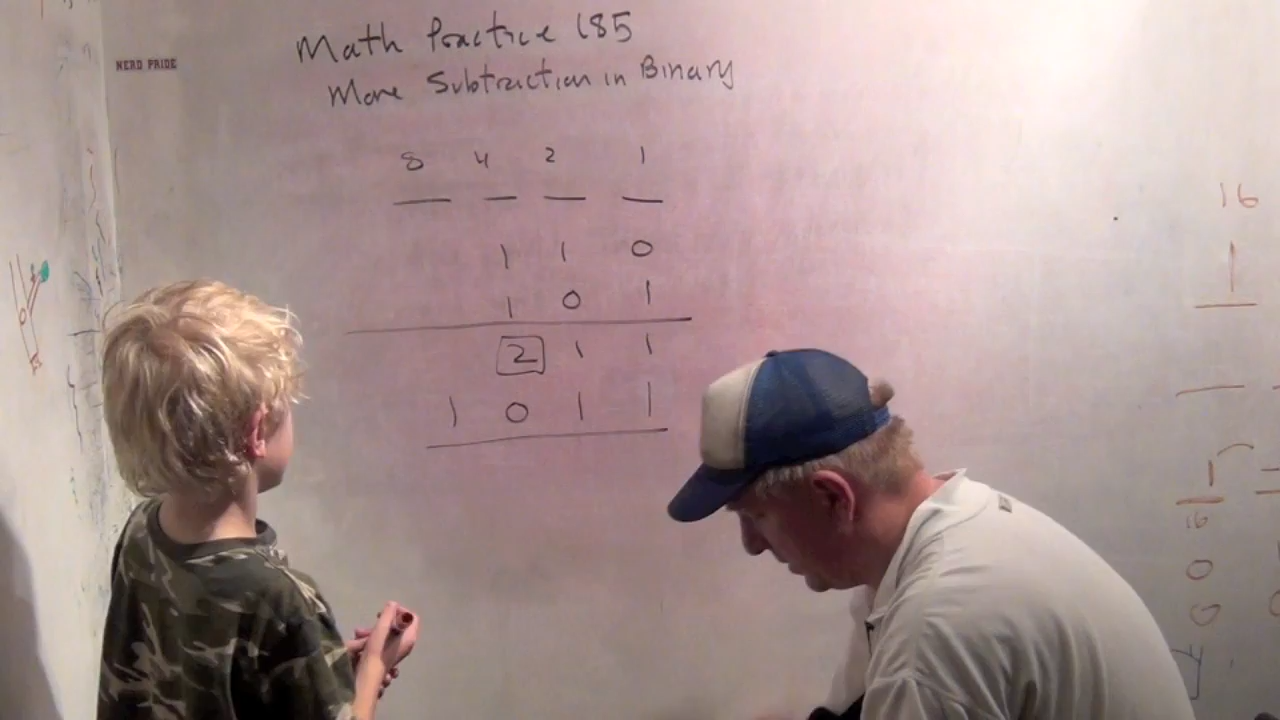 Math Practice 185
NERD PRIDE
More Subtraction in Binary
8 4 2 1
1 1 0
1 0 1
2 1 1
1 0 1 1
16
1
16
0